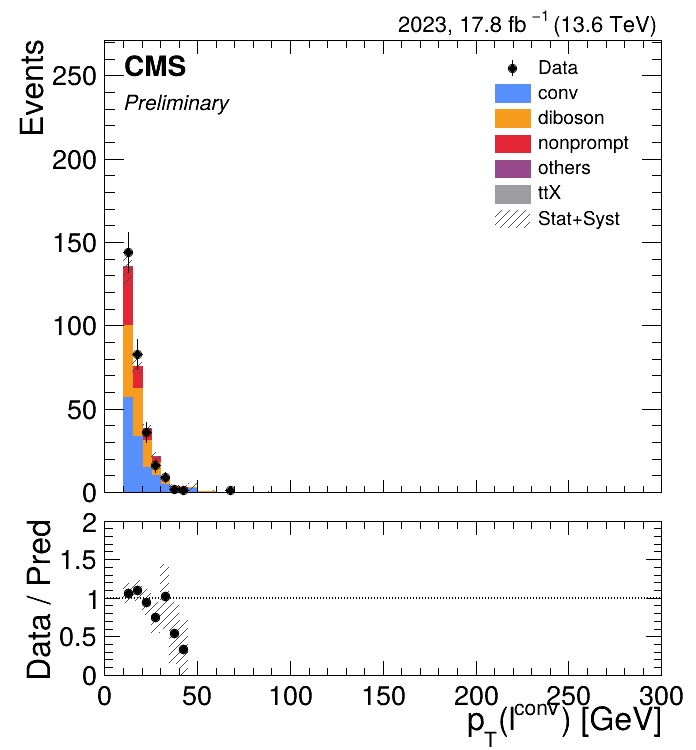 2023, 17.8 fb⁻¹ (13.6 TeV)
CMS
Preliminary
Events
250
200
150
100
50
0
Data
conv
diboson
nonprompt
others
ttX
Stat+Syst
Data / Pred
2
1.5
1
0.5
0
0 50 100 150 200 250 300
p_T(l^conv) [GeV]